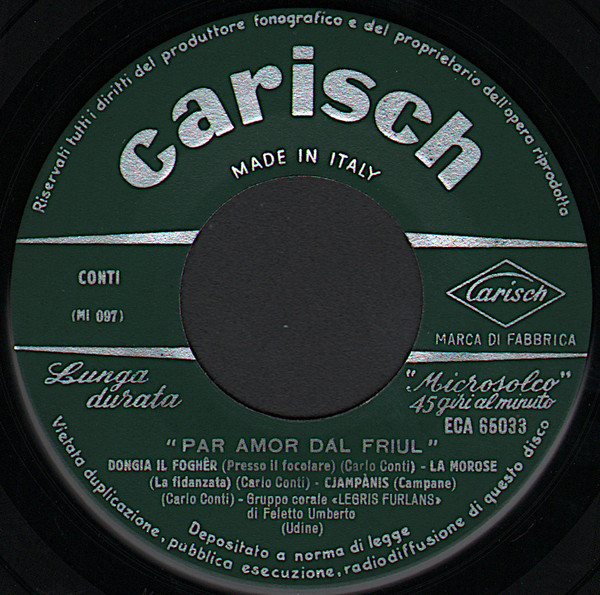 Riservati tutti i diritti del produttore fonografico e del proprietario dell'opera riprodotta
carisch
MADE IN ITALY
CONTI
(MI 097)
Carisch
MARCA DI FABBRICA
Lunga
durata
"Microsolco"
45 giri al minuto
ECA 65033
"PAR AMOR DAL FRIUL"
DONGIA IL FOGHÊR (Presso il focolare) (Carlo Conti) - LA MOROSE
(La fidanzata) (Carlo Conti) - CJAMPÀNIS (Campane)
(Carlo Conti) - Gruppo corale «LEGRIS FURLANS»
di Feletto Umberto
(Udine)
Depositato a norma di legge
Vietata duplicazione, pubblica esecuzione, radiodiffusione di questo disco